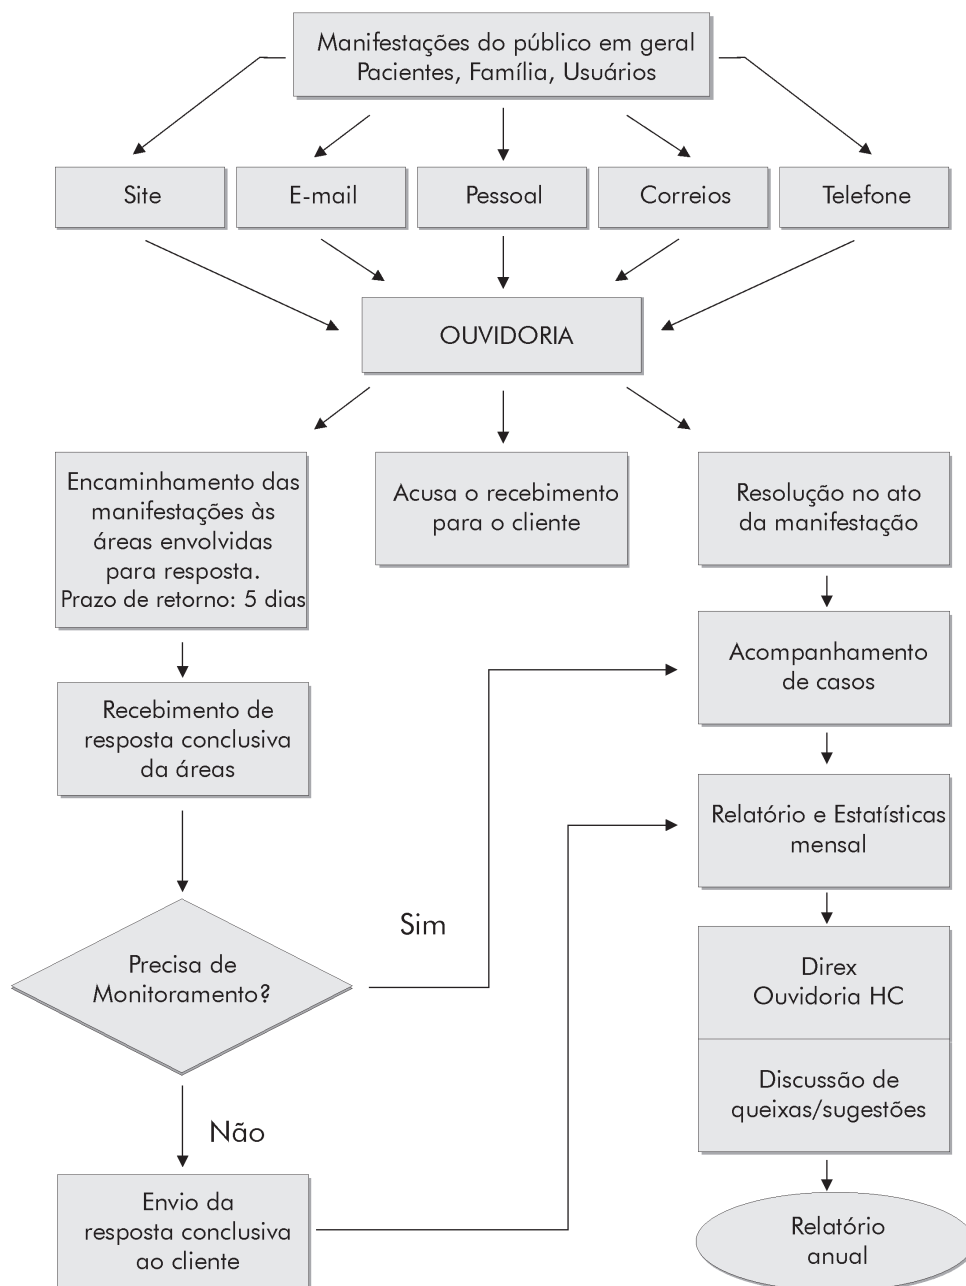 Manifestações do público em geral
Pacientes, Família, Usuários
Site
E-mail
Pessoal
Correios
Telefone
OUVIDORIA
Encaminhamento das
manifestações às
áreas envolvidas
para resposta.
Prazo de retorno: 5 dias
Acusa o recebimento
para o cliente
Resolução no ato
da manifestação
Acompanhamento
de casos
Recebimento de
resposta conclusiva
da áreas
Relatório e Estatísticas
mensal
Sim
Precisa de
Monitoramento?
Direx
Ouvidoria HC
Discussão de
queixas/sugestões
Não
Envio da
resposta conclusiva
ao cliente
Relatório
anual